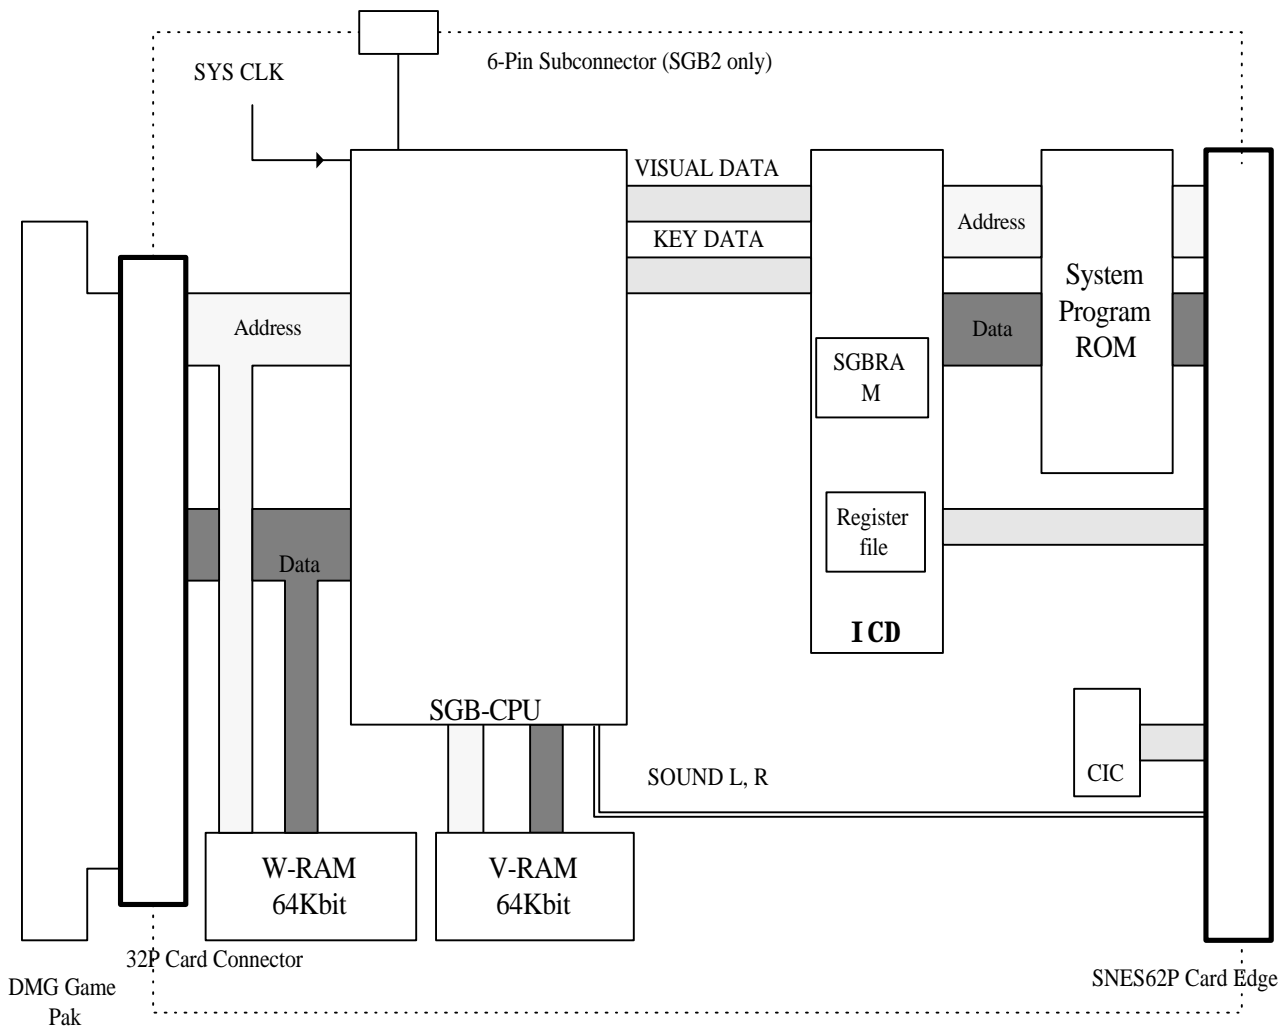 6-Pin Subconnector (SGB2 only)
SYS CLK
VISUAL DATA
KEY DATA
Address
System
Program
ROM
Address
Data
SGBRA
M
Register
file
Data
ICD
SGB-CPU
SOUND L, R
CIC
W-RAM
64Kbit
V-RAM
64Kbit
32P Card Connector
SNES62P Card Edge
DMG Game
Pak